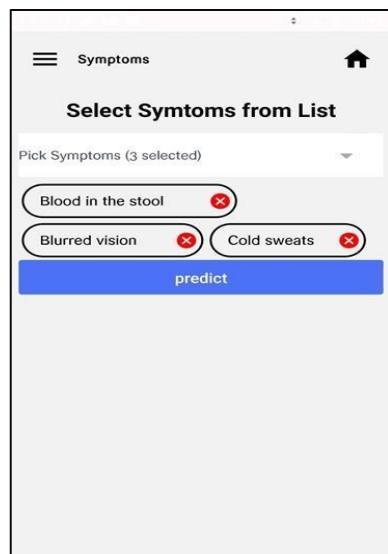 Symptoms
Select Symtoms from List
Pick Symptoms (3 selected)
Blood in the stool
Blurred vision Cold sweats
predict